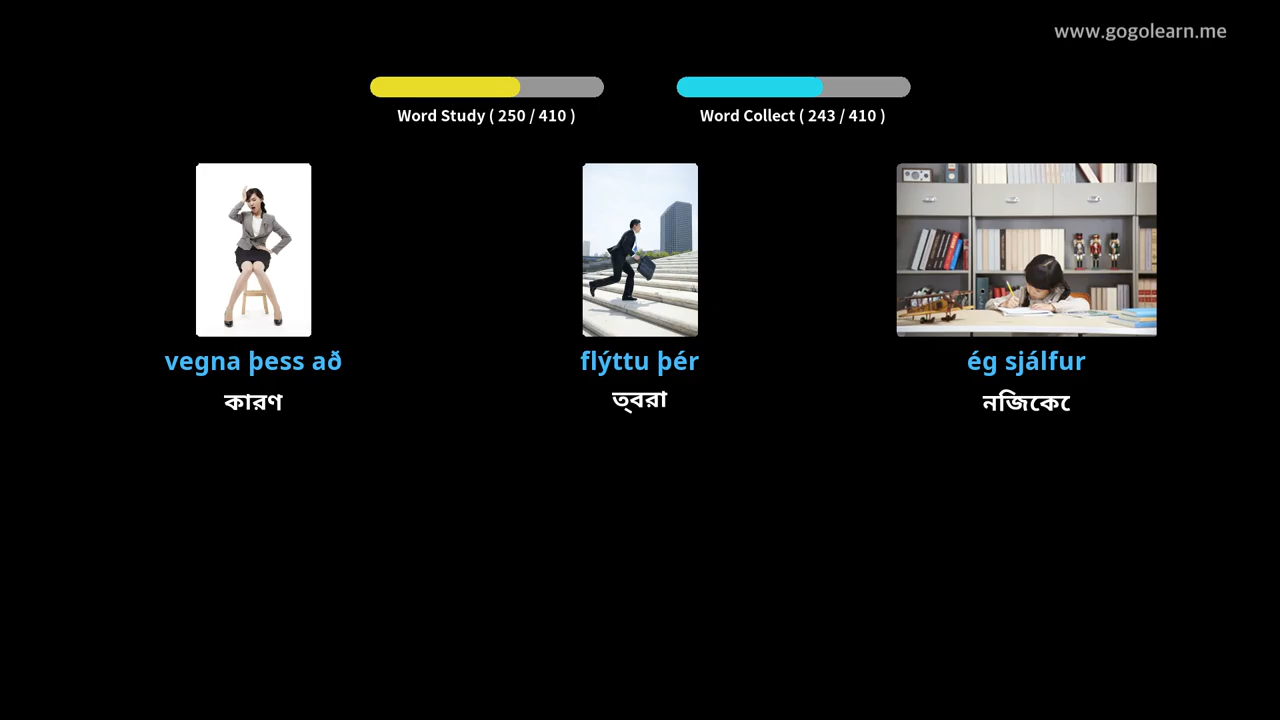 www.gogolearn.me
Word Study ( 250 / 410 )
Word Collect ( 243 / 410 )
vegna þess að
flýttu þér
ég sjálfur
কারণ
ত্বরা
নজিকেে